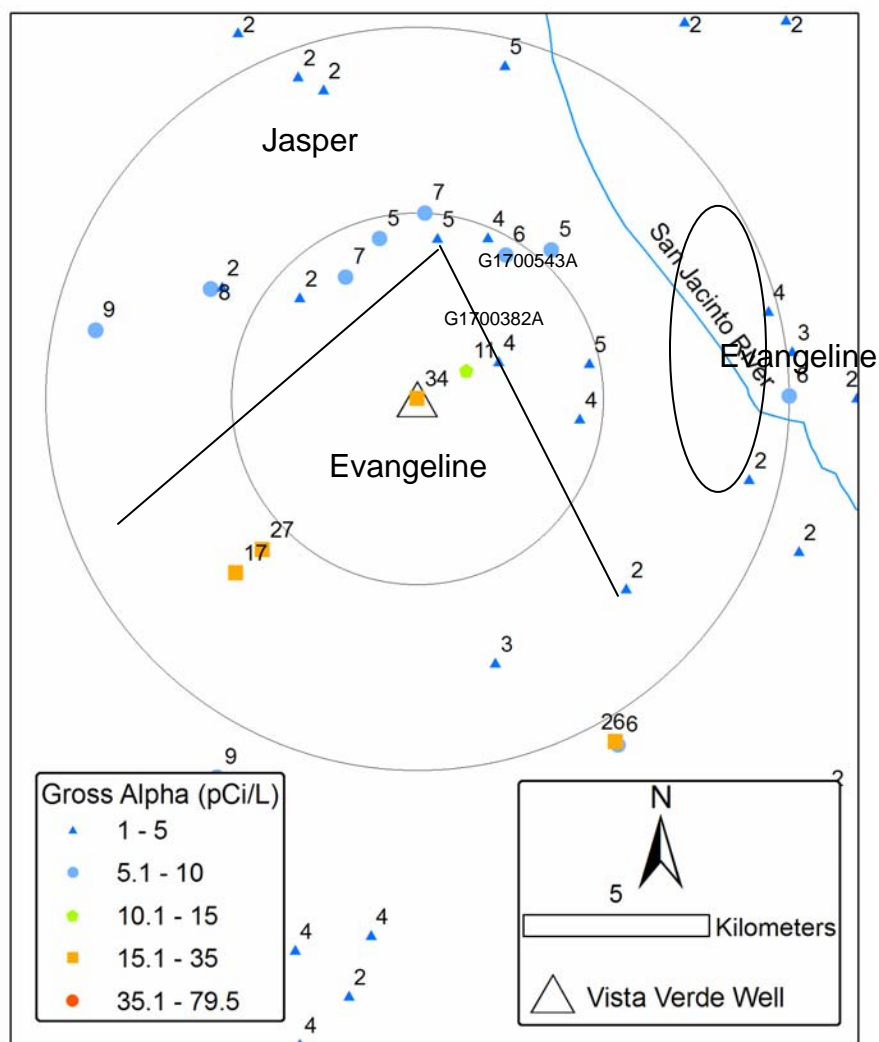 2
2
2
2
2
2
5
Jasper
7
5
5
4
6
5
G1700543A
San Jacinto River
7
2
2
8
9
G1700382A
4
3
Evangeline
11
4
5
34
2
4
Evangeline
2
27
17
2
2
3
26
6
9
2
Gross Alpha (pCi/L)
1 - 5
5.1 - 10
10.1 - 15
15.1 - 35
35.1 - 79.5
N
5
Kilometers
Vista Verde Well
4
4
2
4